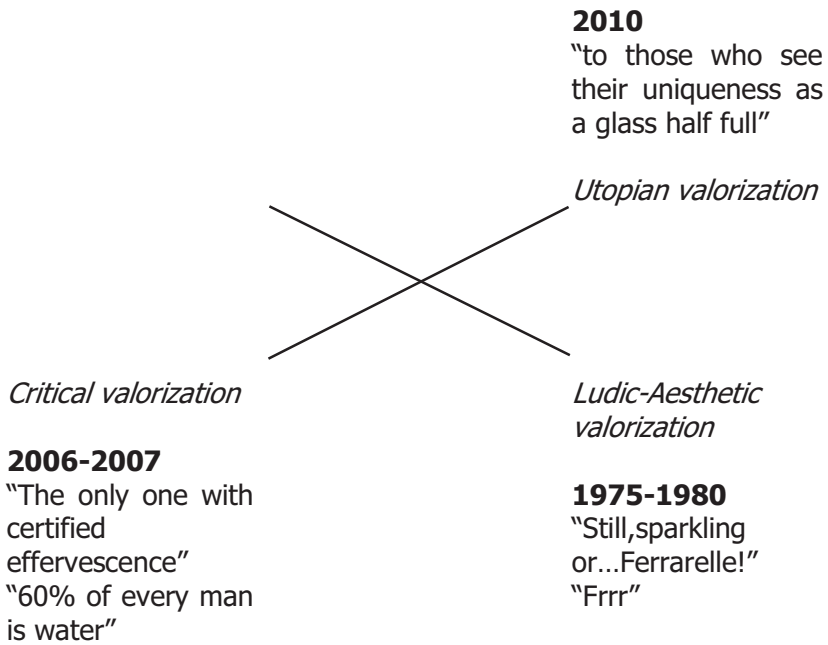 2010
“to those who see
their uniqueness as
a glass half full”
Utopian valorization
Critical valorization
2006-2007
“The only one with
certified
effervescence”
“60% of every man
is water”
Ludic-Aesthetic
valorization
1975-1980
“Still,sparkling
or…Ferrarelle!”
“Frrr”